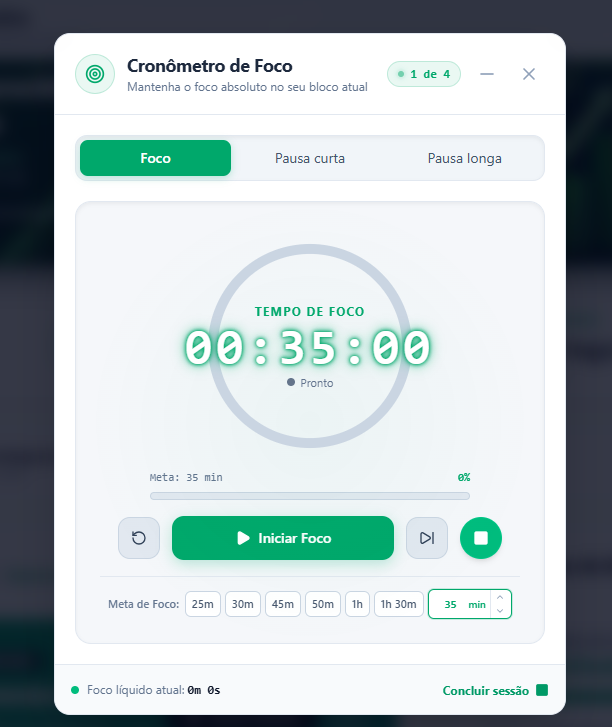 Cronômetro de Foco
Mantenha o foco absoluto no seu bloco atual
1 de 4
Foco
Pausa curta
Pausa longa
TEMPO DE FOCO
00:35:00
Pronto
Meta: 35 min
0%
Iniciar Foco
Meta de Foco:
25m
30m
45m
50m
1h
1h 30m
35 min
Foco líquido atual: 0m 0s
Concluir sessão